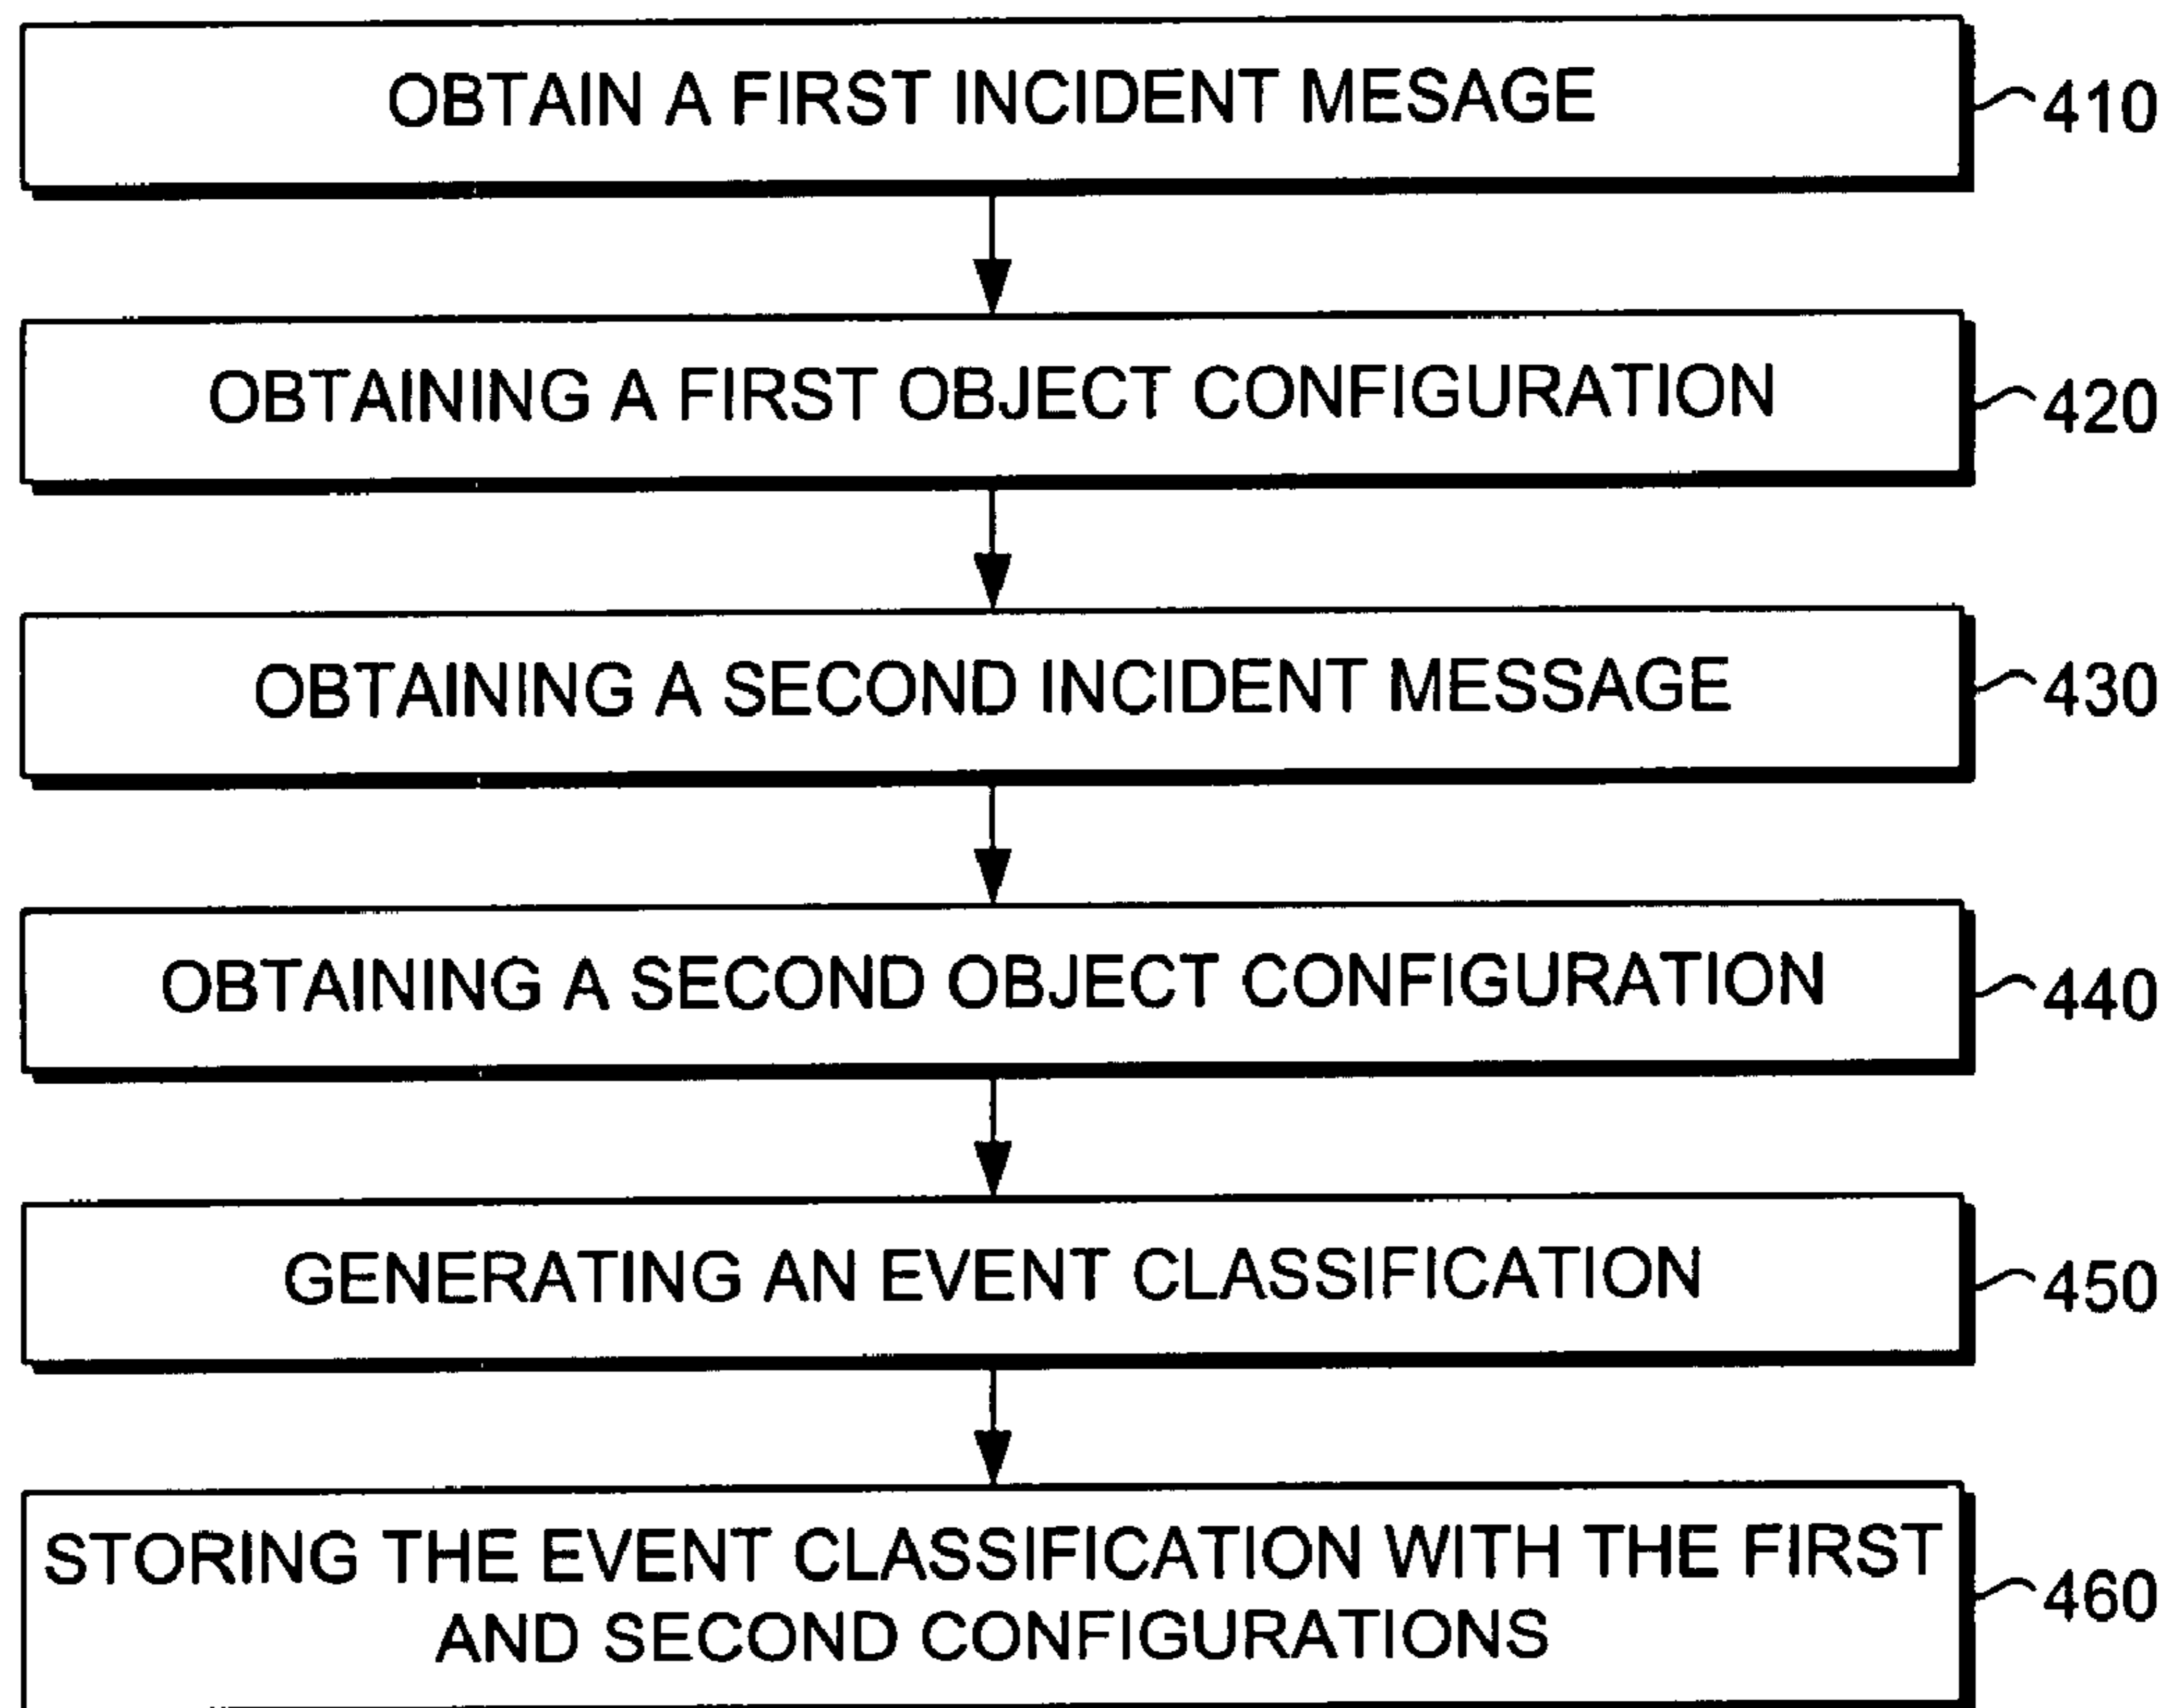 OBTAIN A FIRST INCIDENT MESAGE
410
OBTAINING A FIRST OBJECT CONFIGURATION
420
OBTAINING A SECOND INCIDENT MESSAGE
430
OBTAINING A SECOND OBJECT CONFIGURATION
440
GENERATING AN EVENT CLASSIFICATION
450
STORING THE EVENT CLASSIFICATION WITH THE FIRST
AND SECOND CONFIGURATIONS
460